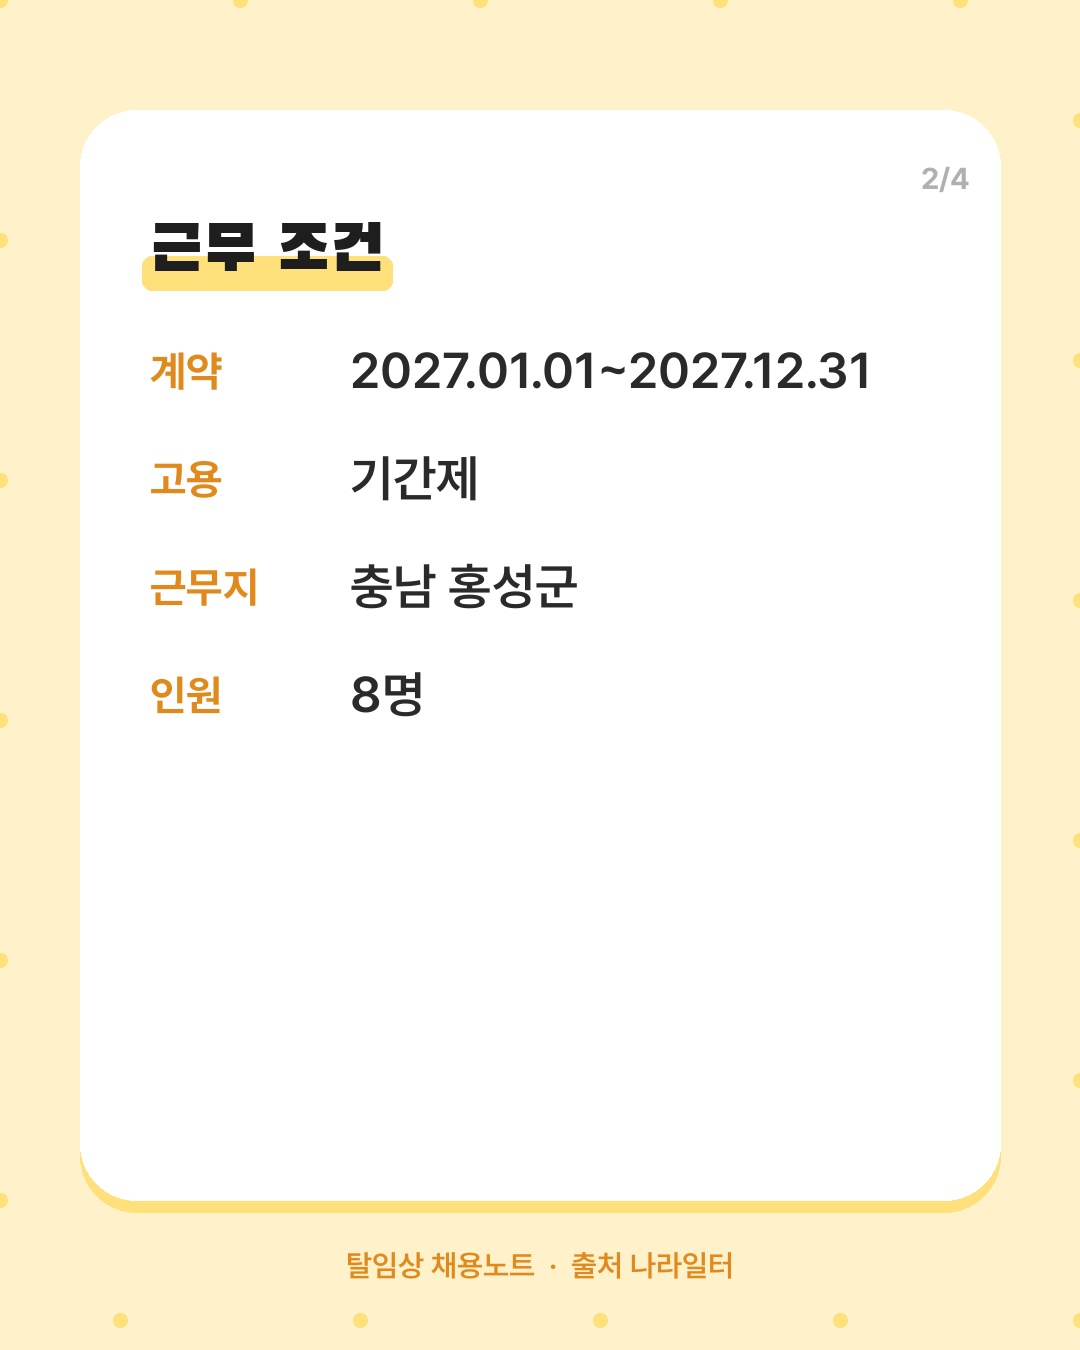 2/4
근무 조건
계약 2027.01.01~2027.12.31
고용 기간제
근무지 충남 홍성군
인원 8명
탈임상 채용노트 · 출처 나라일터